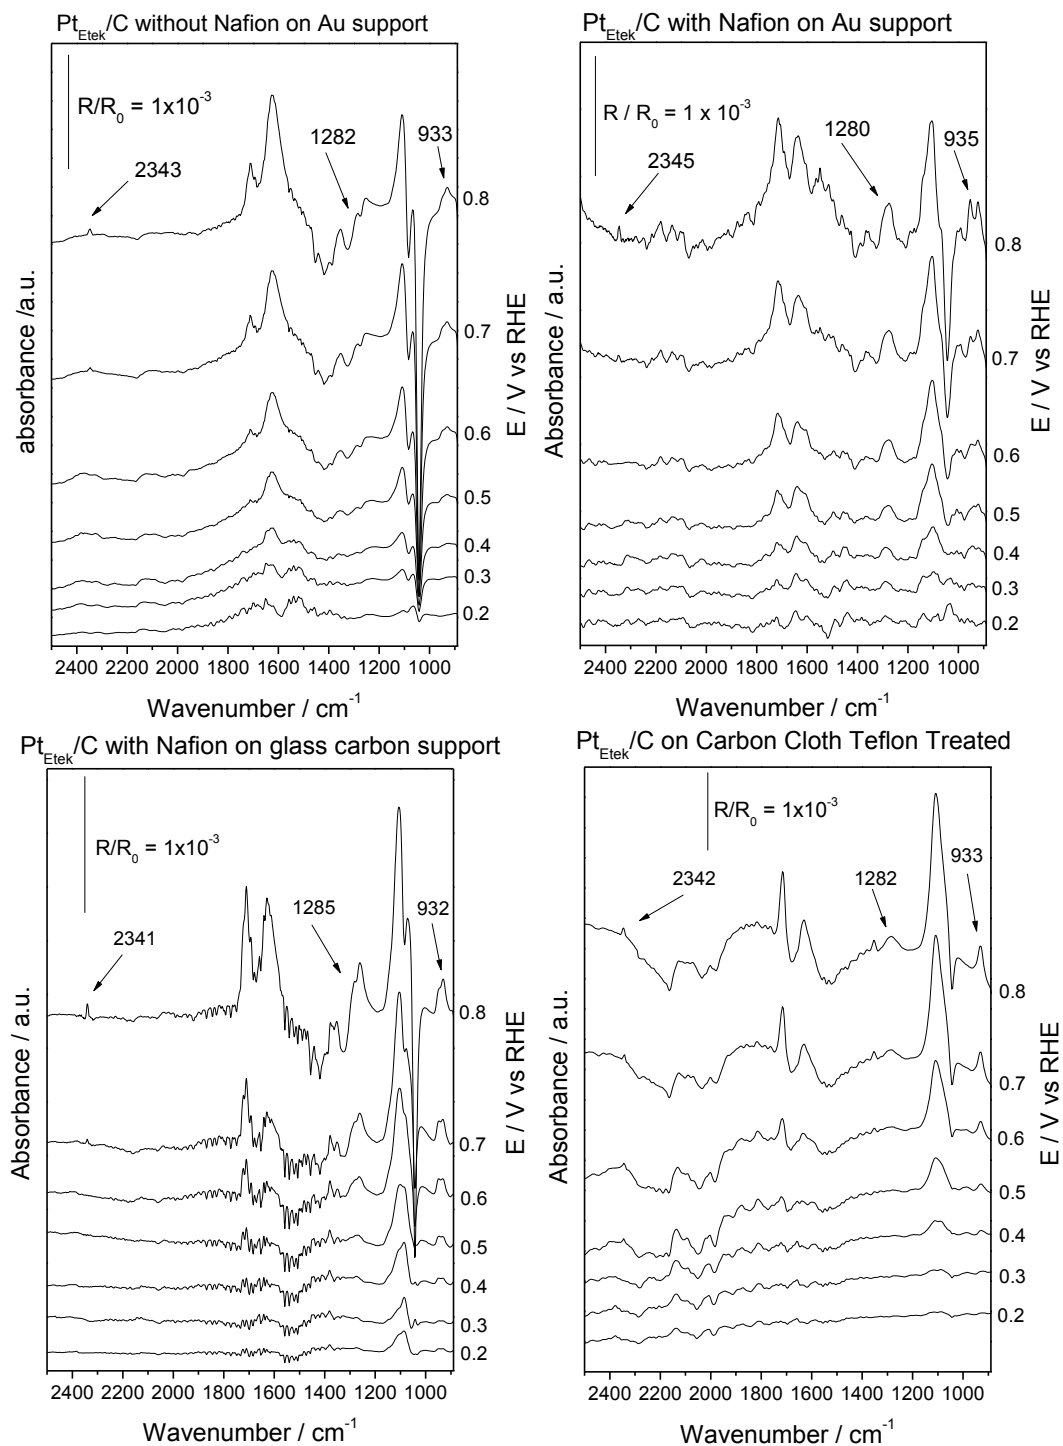 Pt_Etek/C without Nafion on Au support
R/R₀ = 1x10⁻³
1282
933
2343
0.8
0.7
0.6
0.5
0.4
0.3
0.2
absorbance /a.u.
E / V vs RHE
2400 2200 2000 1800 1600 1400 1200 1000
Wavenumber / cm⁻¹
Pt_Etek/C with Nafion on Au support
R / R₀ = 1 x 10⁻³
1280
935
2345
0.8
0.7
0.6
0.5
0.4
0.3
0.2
Absorbance / a.u.
E / V vs RHE
2400 2200 2000 1800 1600 1400 1200 1000
Wavenumber / cm⁻¹
Pt_Etek/C with Nafion on glass carbon support
R/R₀ = 1x10⁻³
1285
932
2341
0.8
0.7
0.6
0.5
0.4
0.3
0.2
Absorbance / a.u.
E / V vs RHE
2400 2200 2000 1800 1600 1400 1200 1000
Wavenumber / cm⁻¹
Pt_Etek/C on Carbon Cloth Teflon Treated
R/R₀ = 1x10⁻³
2342
1282
933
0.8
0.7
0.6
0.5
0.4
0.3
0.2
Absorbance / a.u.
E / V vs RHE
2400 2200 2000 1800 1600 1400 1200 1000
Wavenumber / cm⁻¹